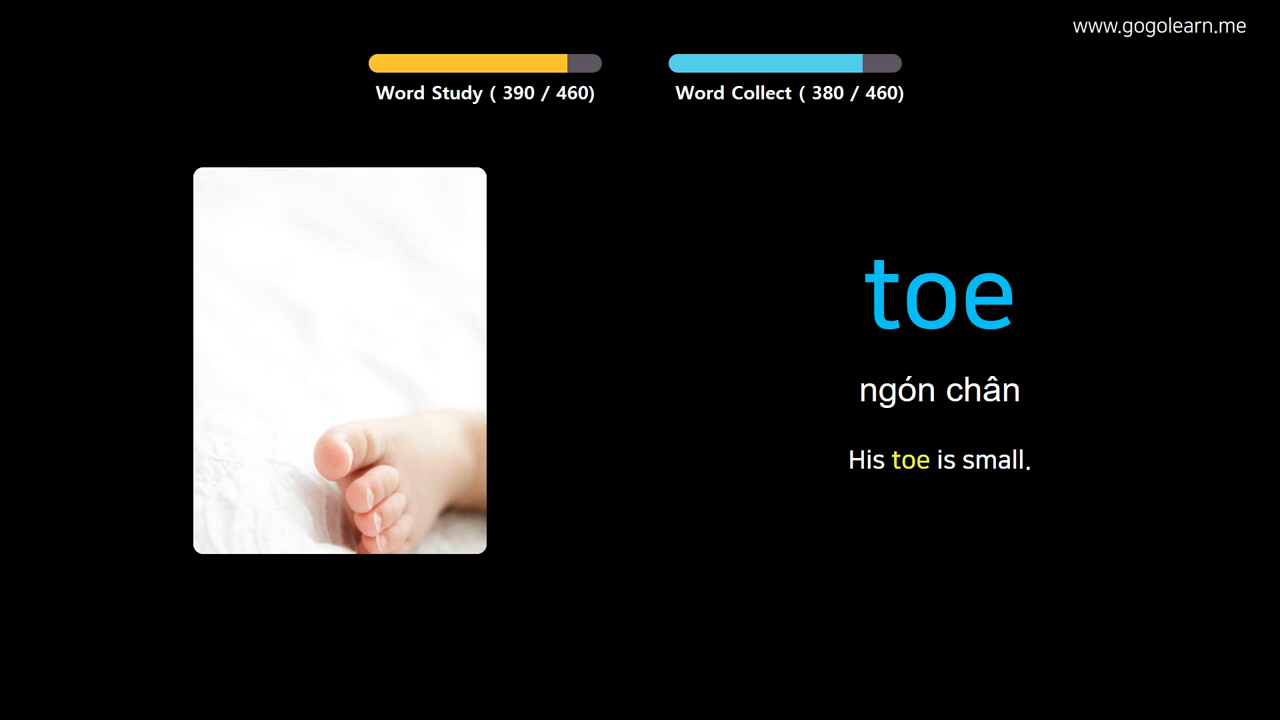 www.gogolearn.me
Word Study ( 390 / 460)
Word Collect ( 380 / 460)
toe
ngón chân
His toe is small.